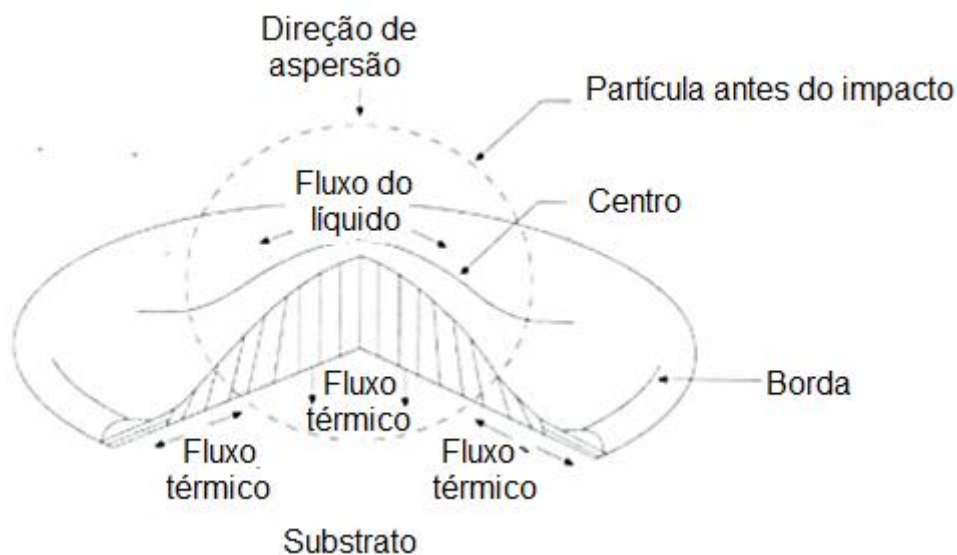 Direção de
aspersão
Partícula antes do impacto
Fluxo do
líquido
Centro
Fluxo
térmico
Borda
Fluxo
térmico
Fluxo
térmico
Substrato